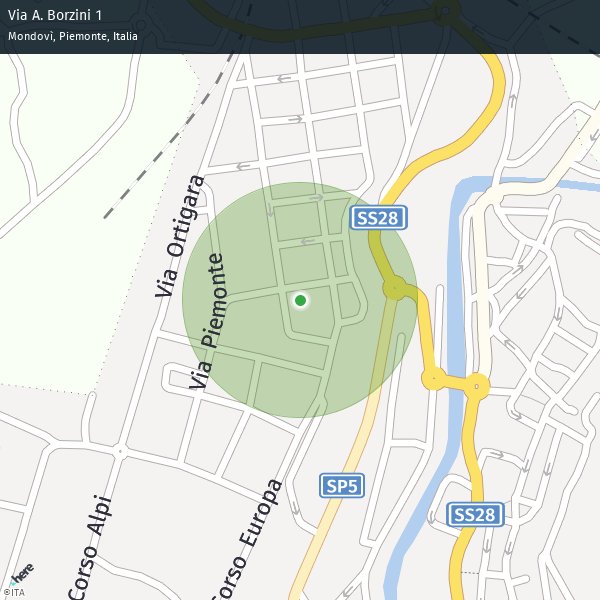 Via A. Borzini 1
Mondovì, Piemonte, Italia
Via Ortigara
SS28
Via Piemonte
SP5
SS28
Corso Alpi
Corso Europa
here
©ITA